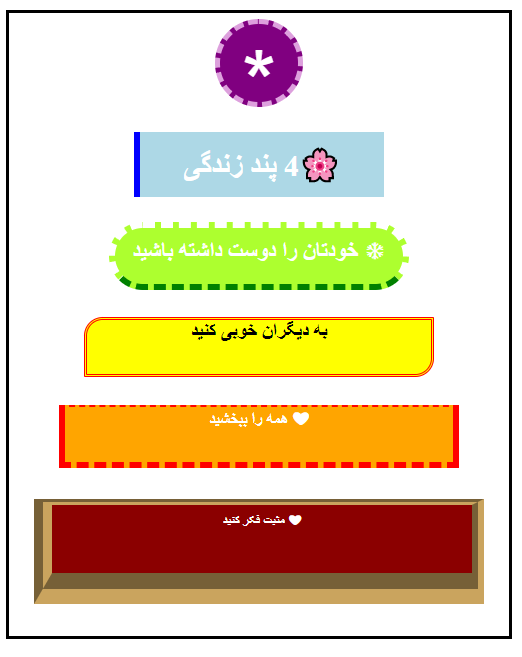 *
🌸 4 پند زندگی
❄ خودتان را دوست داشته باشید
به دیگران خوبی کنید
🤍 همه را ببخشید
🤍 مثبت فکر کنید